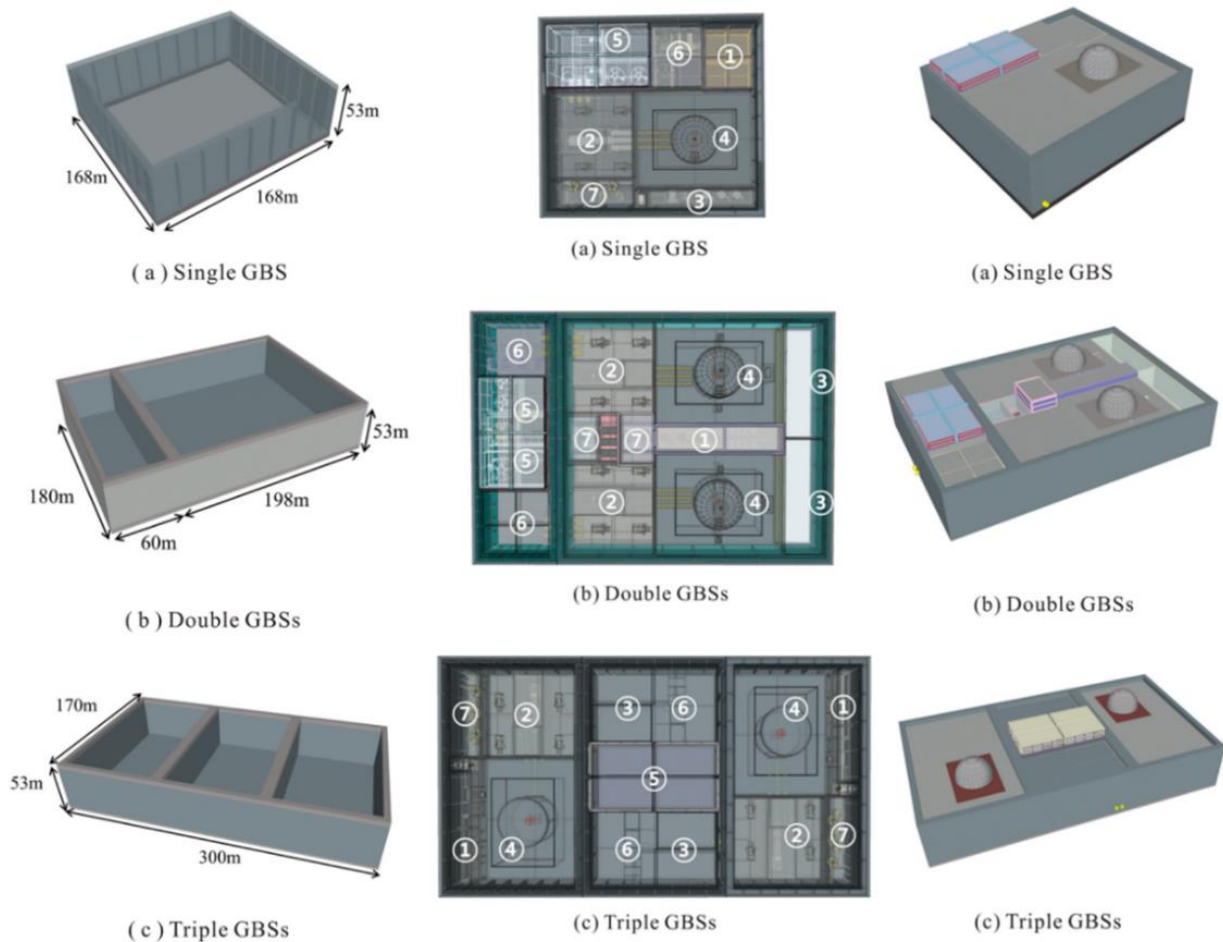 53m
168m
168m
( a ) Single GBS
⑤
⑥
①
②
④
⑦
③
(a) Single GBS
(a) Single GBS
53m
180m
198m
60m
( b ) Double GBSs
⑥
②
④
③
⑤
⑦
⑦
①
⑤
②
④
③
⑥
(b) Double GBSs
(b) Double GBSs
170m
53m
300m
( c ) Triple GBSs
⑦
②
③
⑥
④
①
⑤
①
④
⑥
③
②
⑦
(c) Triple GBSs
(c) Triple GBSs